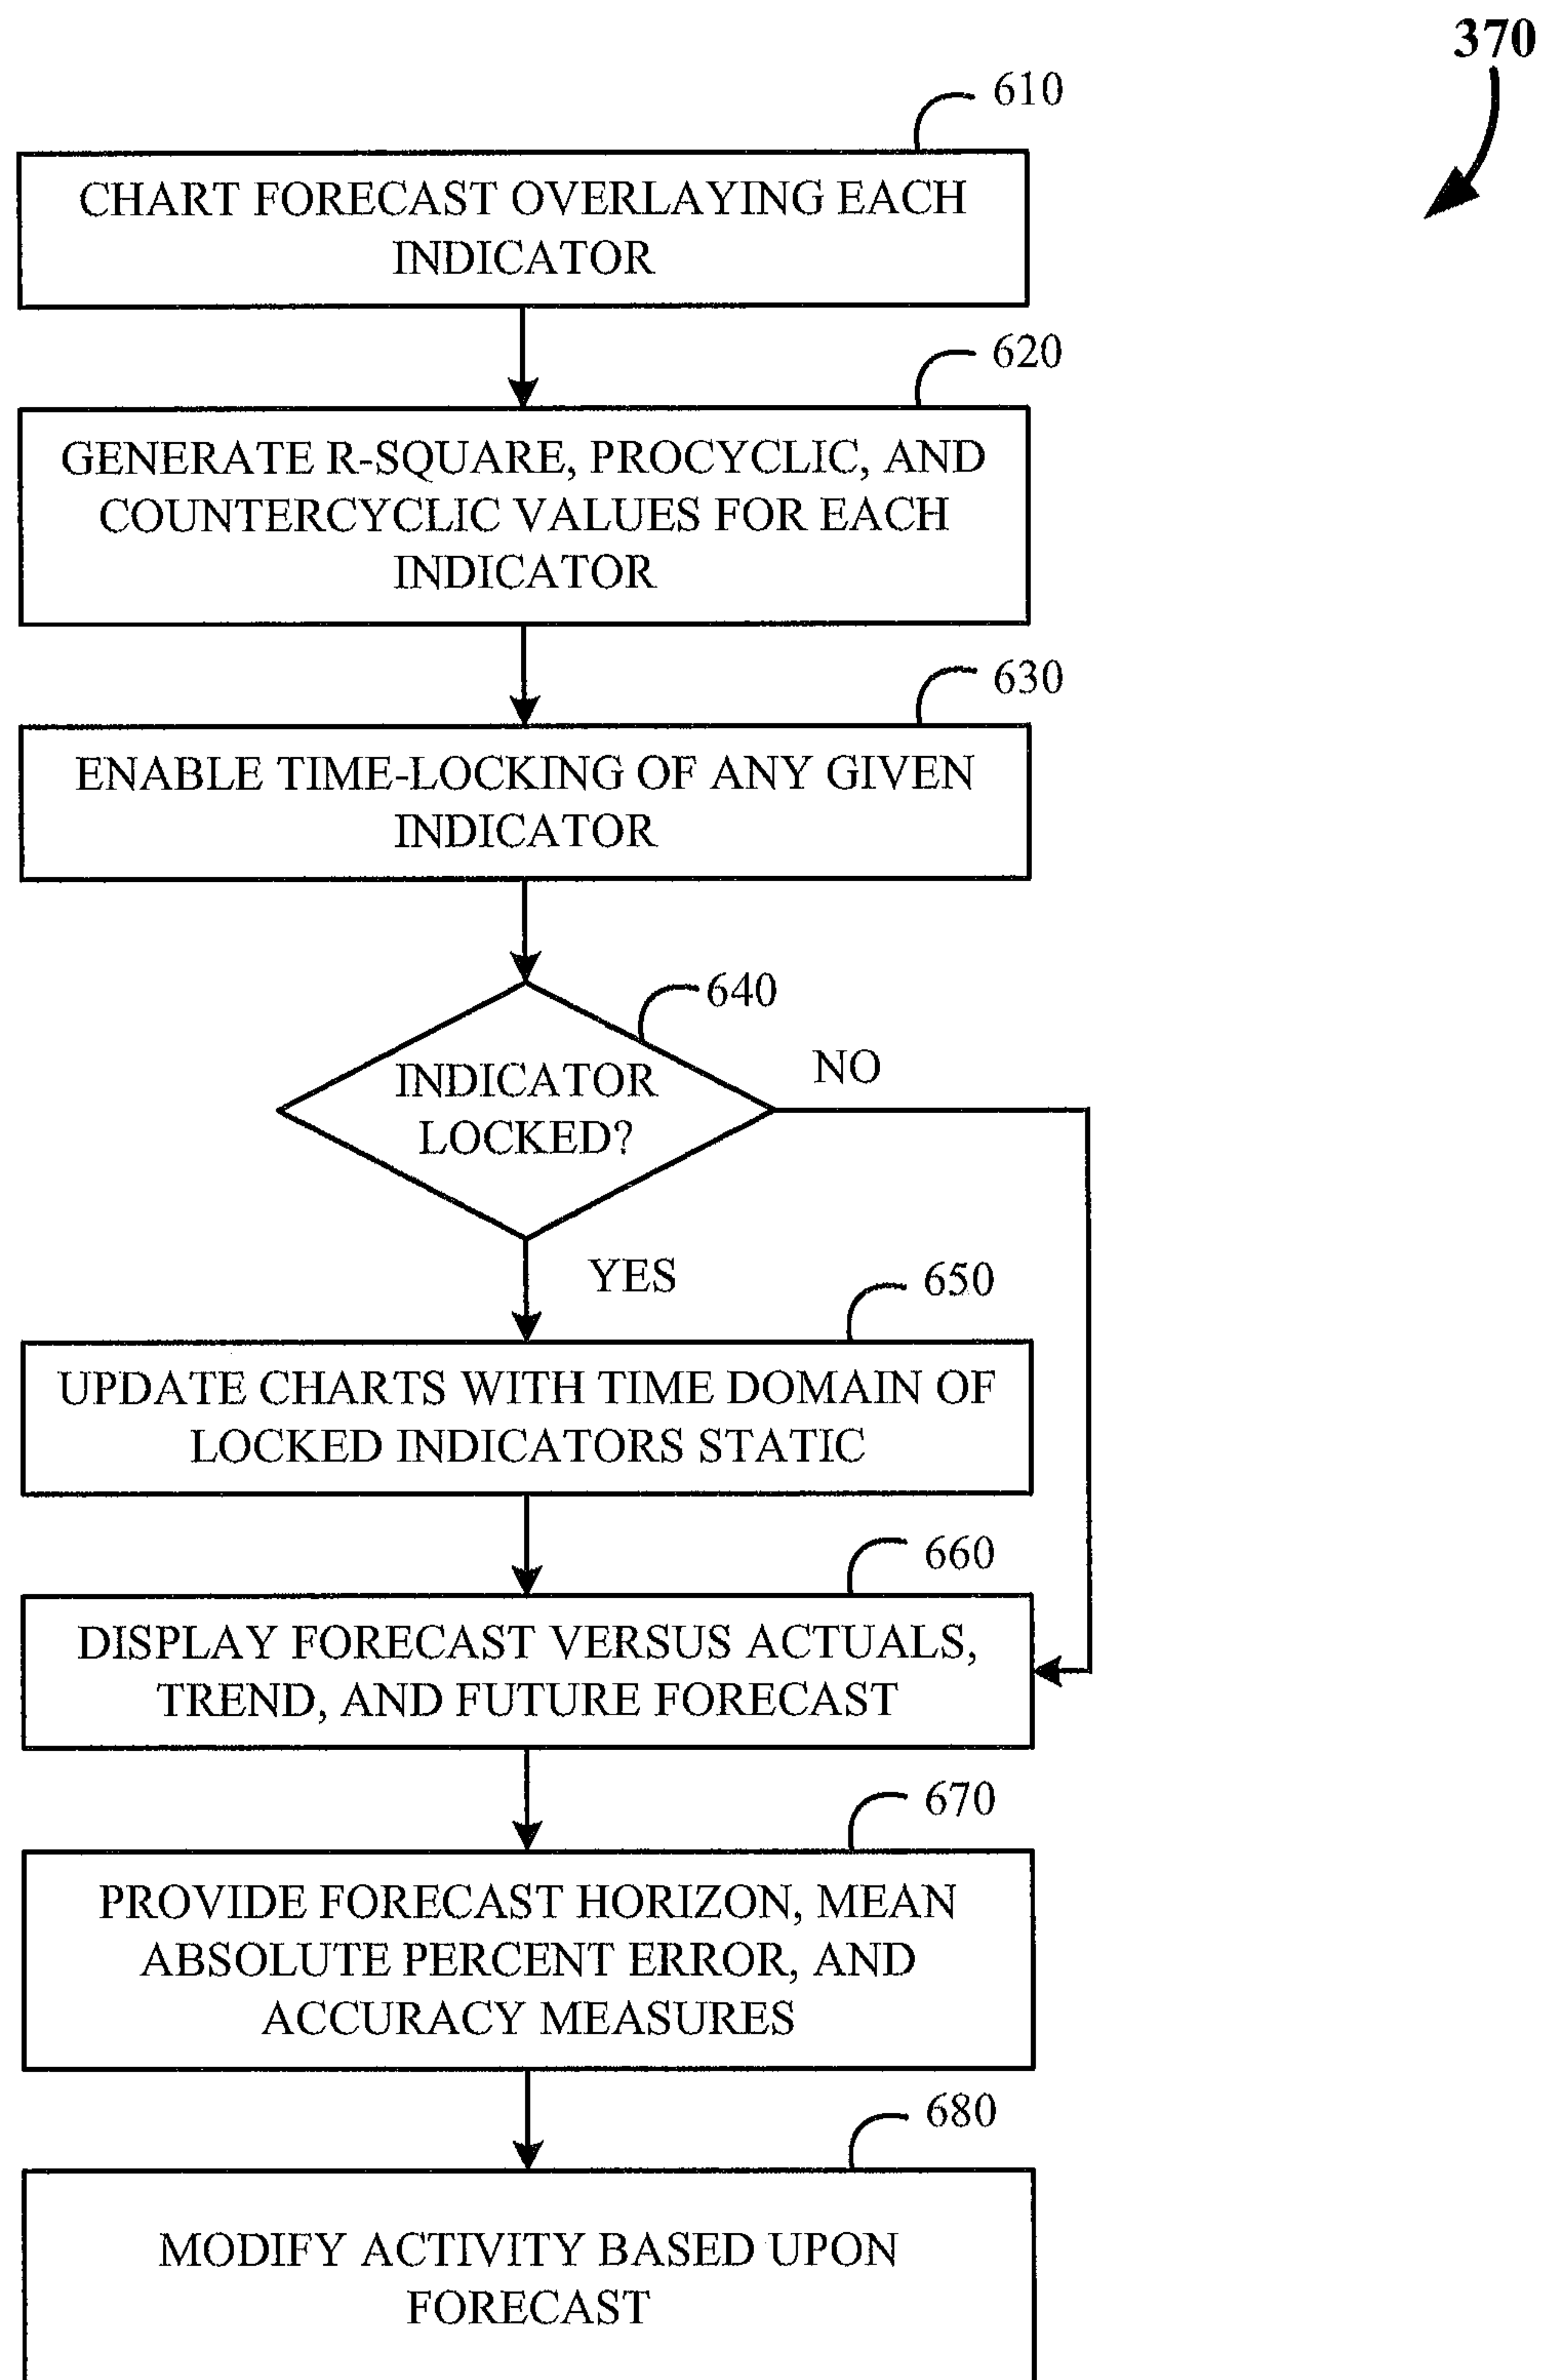 370
610
CHART FORECAST OVERLAYING EACH
INDICATOR
620
GENERATE R-SQUARE, PROCYCLIC, AND
COUNTERCYCLIC VALUES FOR EACH
INDICATOR
630
ENABLE TIME-LOCKING OF ANY GIVEN
INDICATOR
640
INDICATOR
LOCKED?
NO
YES
650
UPDATE CHARTS WITH TIME DOMAIN OF
LOCKED INDICATORS STATIC
660
DISPLAY FORECAST VERSUS ACTUALS,
TREND, AND FUTURE FORECAST
670
PROVIDE FORECAST HORIZON, MEAN
ABSOLUTE PERCENT ERROR, AND
ACCURACY MEASURES
680
MODIFY ACTIVITY BASED UPON
FORECAST